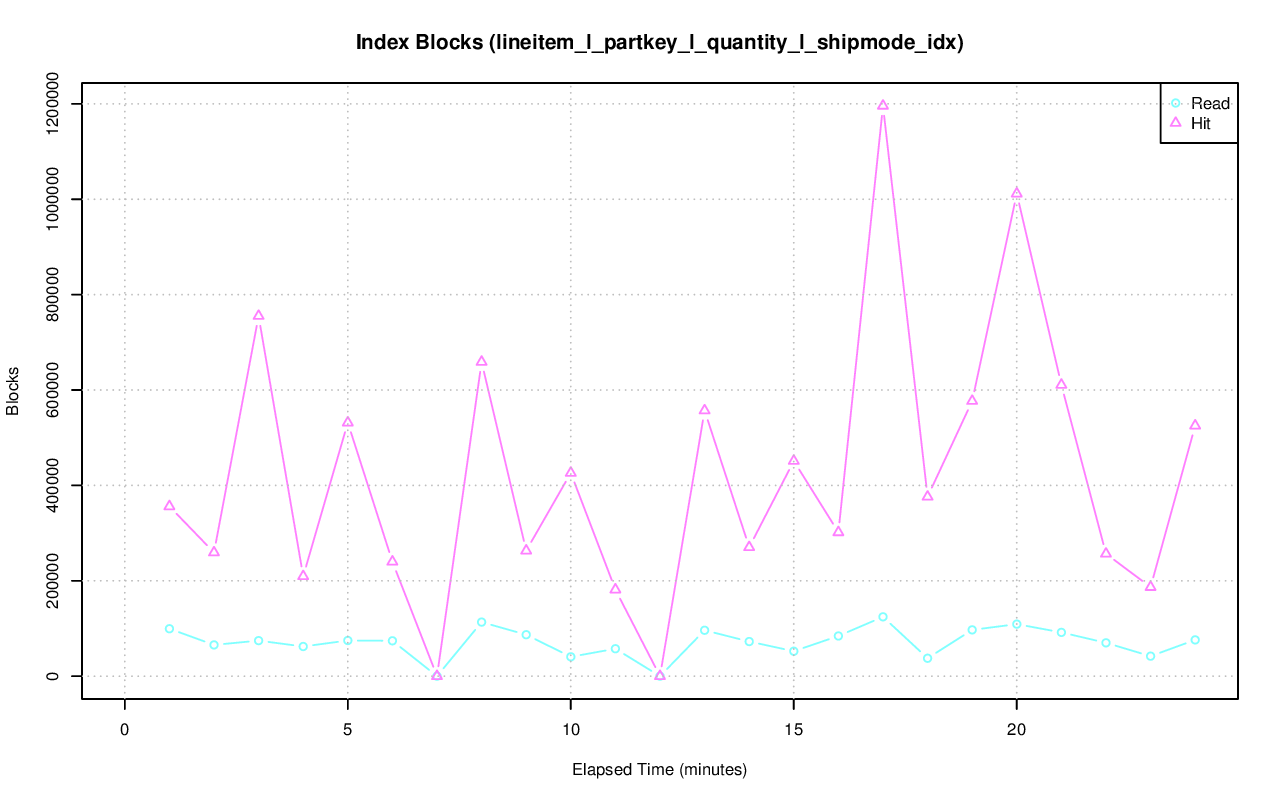 Index Blocks (lineitem_l_partkey_l_quantity_l_shipmode_idx)
Read
Hit
Blocks
1200000
1000000
800000
600000
400000
200000
0
0 5 10 15 20
Elapsed Time (minutes)